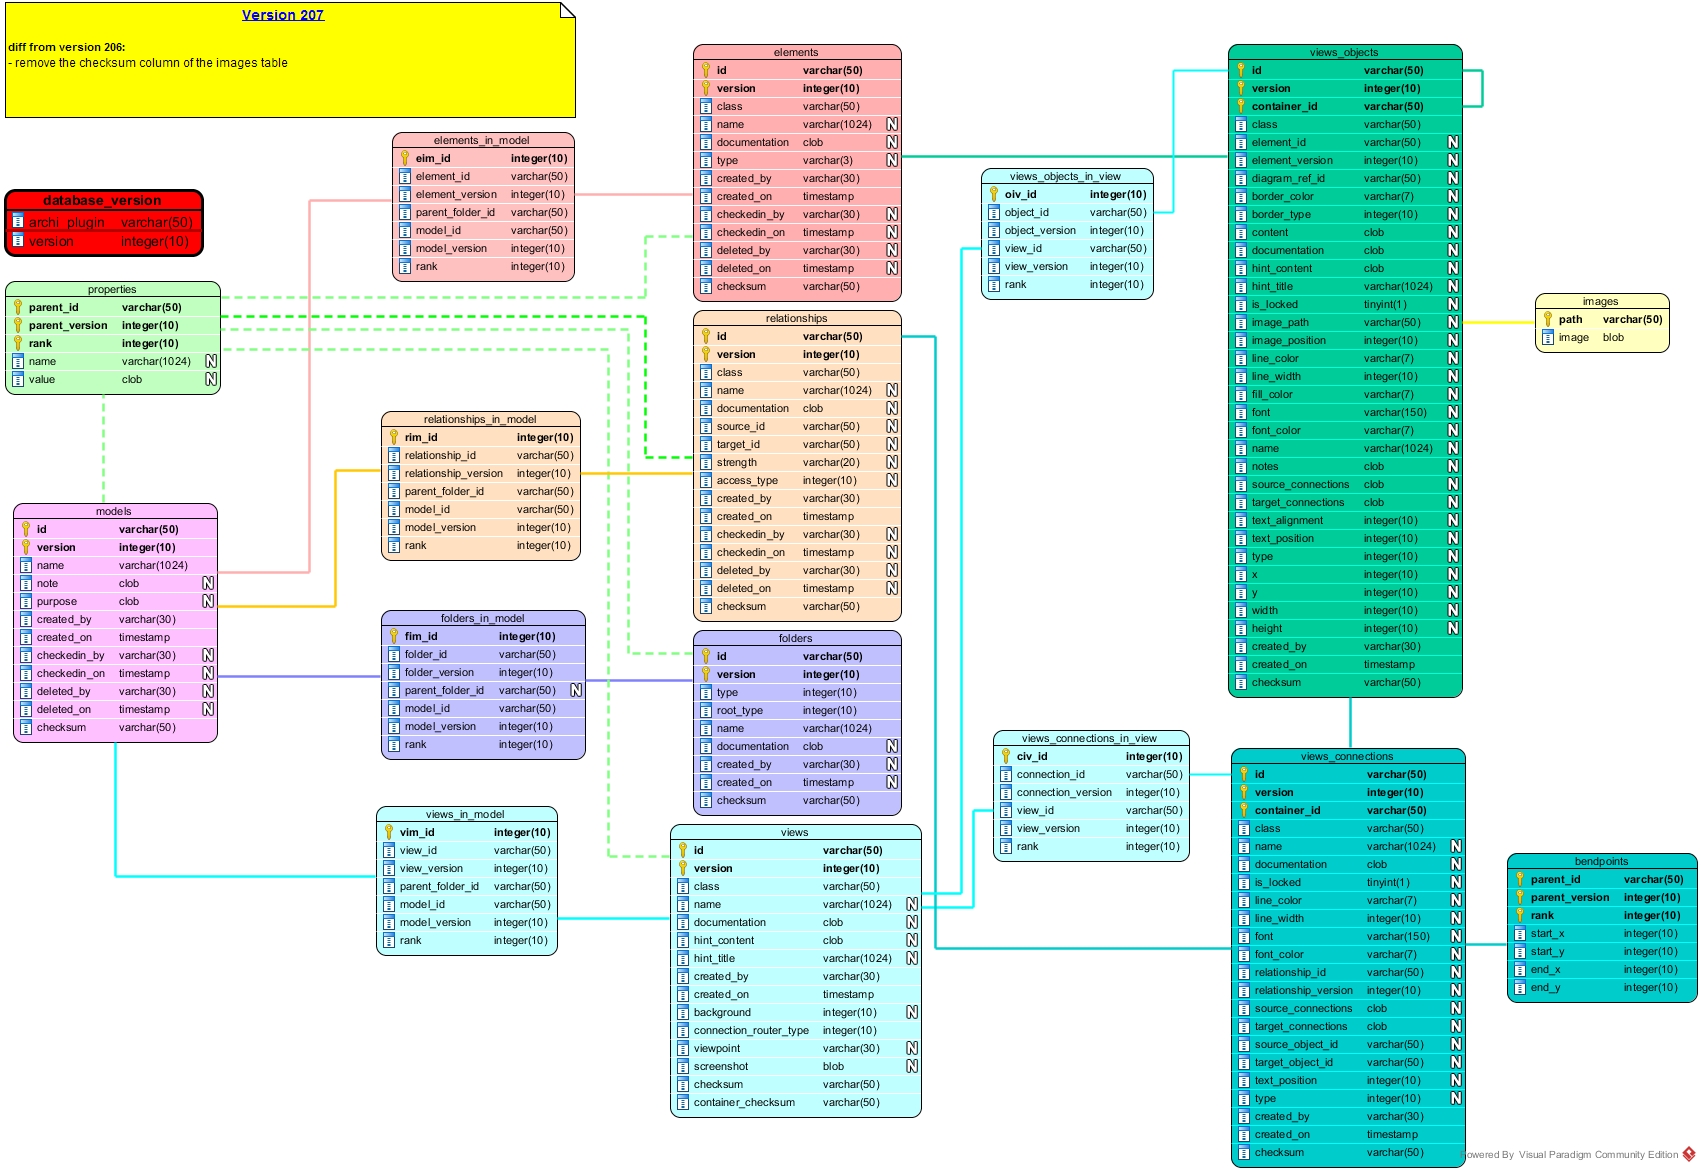 Version 207
diff from version 206:
- remove the checksum column of the images table
database_version
archi_plugin varchar(50)
version integer(10)
properties
parent_id varchar(50)
parent_version integer(10)
rank integer(10)
name varchar(1024) N
value clob N
models
id varchar(50)
version integer(10)
name varchar(1024)
note clob N
purpose clob N
created_by varchar(30)
created_on timestamp
checkedin_by varchar(30) N
checkedin_on timestamp N
deleted_by varchar(30) N
deleted_on timestamp N
checksum varchar(50)
elements_in_model
eim_id integer(10)
element_id varchar(50)
element_version integer(10)
parent_folder_id varchar(50)
model_id varchar(50)
model_version integer(10)
rank integer(10)
relationships_in_model
rim_id integer(10)
relationship_id varchar(50)
relationship_version integer(10)
parent_folder_id varchar(50)
model_id varchar(50)
model_version integer(10)
rank integer(10)
folders_in_model
fim_id integer(10)
folder_id varchar(50)
folder_version integer(10)
parent_folder_id varchar(50) N
model_id varchar(50)
model_version integer(10)
rank integer(10)
views_in_model
vim_id integer(10)
view_id varchar(50)
view_version integer(10)
parent_folder_id varchar(50)
model_id varchar(50)
model_version integer(10)
rank integer(10)
elements
id varchar(50)
version integer(10)
class varchar(50)
name varchar(1024) N
documentation clob N
type varchar(3) N
created_by varchar(30)
created_on timestamp
checkedin_by varchar(30) N
checkedin_on timestamp N
deleted_by varchar(30) N
deleted_on timestamp N
checksum varchar(50)
relationships
id varchar(50)
version integer(10)
class varchar(50)
name varchar(1024) N
documentation clob N
source_id varchar(50) N
target_id varchar(50) N
strength varchar(20) N
access_type integer(10) N
created_by varchar(30)
created_on timestamp
checkedin_by varchar(30) N
checkedin_on timestamp N
deleted_by varchar(30) N
deleted_on timestamp N
checksum varchar(50)
folders
id varchar(50)
version integer(10)
type integer(10)
root_type integer(10)
name varchar(1024)
documentation clob N
created_by varchar(30) N
created_on timestamp N
checksum varchar(50)
views
id varchar(50)
version integer(10)
class varchar(50)
name varchar(1024) N
documentation clob N
hint_content clob N
hint_title varchar(1024) N
created_by varchar(30)
created_on timestamp
background integer(10) N
connection_router_type integer(10)
viewpoint varchar(30) N
screenshot blob N
checksum varchar(50)
container_checksum varchar(50)
views_objects_in_view
oiv_id integer(10)
object_id varchar(50)
object_version integer(10)
view_id varchar(50)
view_version integer(10)
rank integer(10)
views_connections_in_view
civ_id integer(10)
connection_id varchar(50)
connection_version integer(10)
view_id varchar(50)
view_version integer(10)
rank integer(10)
views_objects
id varchar(50)
version integer(10)
container_id varchar(50)
class varchar(50)
element_id varchar(50) N
element_version integer(10) N
diagram_ref_id varchar(50) N
border_color varchar(7) N
border_type integer(10) N
content clob N
documentation clob N
hint_content clob N
hint_title varchar(1024) N
is_locked tinyint(1) N
image_path varchar(50) N
image_position integer(10) N
line_color varchar(7) N
line_width integer(10) N
fill_color varchar(7) N
font varchar(150) N
font_color varchar(7) N
name varchar(1024) N
notes clob N
source_connections clob N
target_connections clob N
text_alignment integer(10) N
text_position integer(10) N
type integer(10) N
x integer(10) N
y integer(10) N
width integer(10) N
height integer(10) N
created_by varchar(30)
created_on timestamp
checksum varchar(50)
views_connections
id varchar(50)
version integer(10)
container_id varchar(50)
class varchar(50)
name varchar(1024) N
documentation clob N
is_locked tinyint(1) N
line_color varchar(7) N
line_width integer(10) N
font varchar(150) N
font_color varchar(7) N
relationship_id varchar(50) N
relationship_version integer(10) N
source_connections clob N
target_connections clob N
source_object_id varchar(50) N
target_object_id varchar(50) N
text_position integer(10) N
type integer(10) N
created_by varchar(30)
created_on timestamp
checksum varchar(50)
images
path varchar(50)
image blob
bendpoints
parent_id varchar(50)
parent_version integer(10)
rank integer(10)
start_x integer(10)
start_y integer(10)
end_x integer(10)
end_y integer(10)
Powered By Visual Paradigm Community Edition